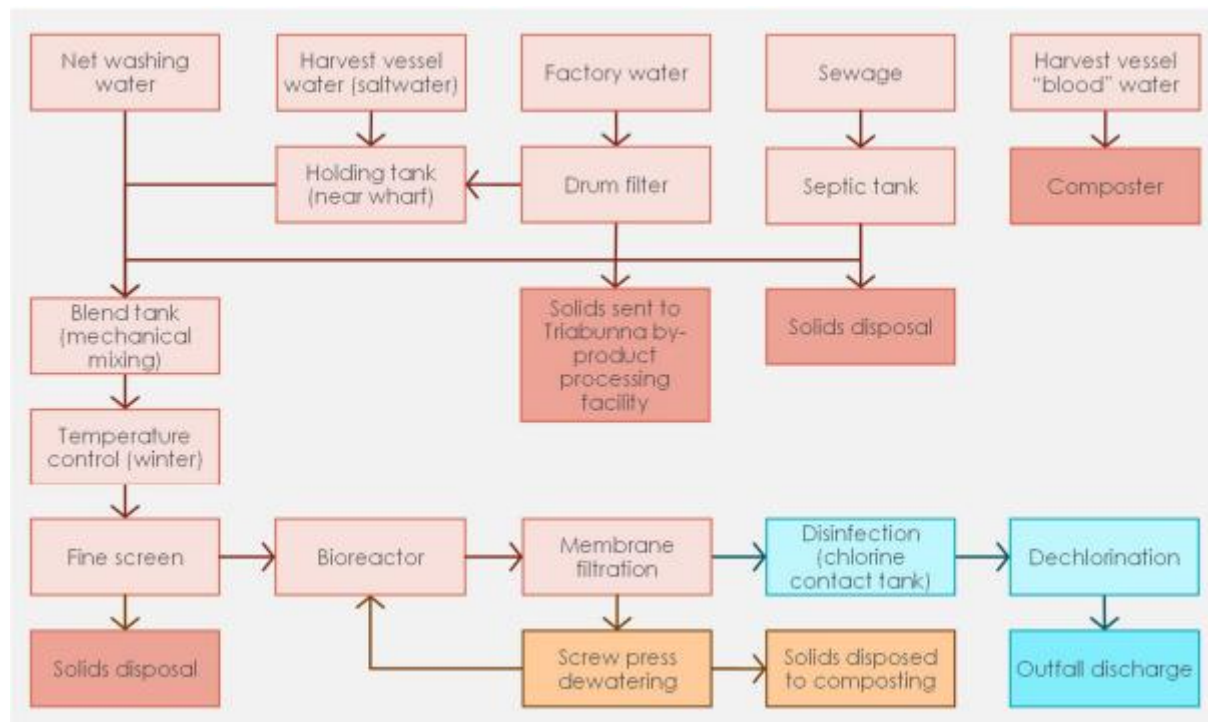 Net washing
water
Harvest vessel
water (saltwater)
Factory water
Sewage
Harvest vessel
"blood" water
Holding tank
(near wharf)
Drum filter
Septic tank
Composter
Blend tank
(mechanical
mixing)
Solids sent to
Triabunna by-
product
processing
facility
Solids disposal
Temperature
control (winter)
Fine screen
Bioreactor
Membrane
filtration
Disinfection
(chlorine
contact tank)
Dechlorination
Solids disposal
Screw press
dewatering
Solids disposed
to composting
Outfall discharge